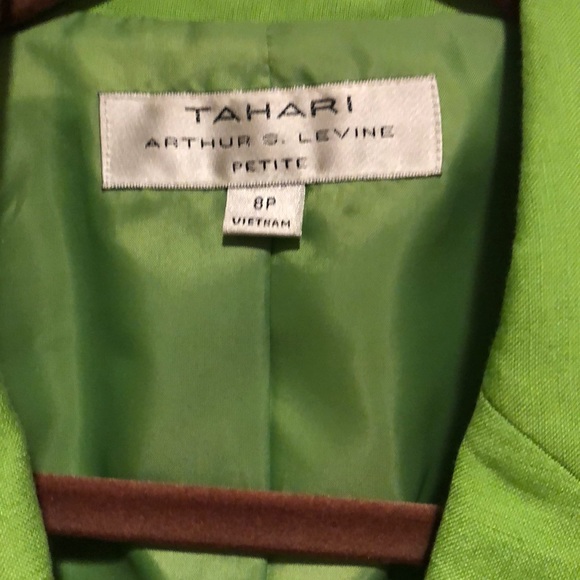 TAHARI
ARTHUR S. LEVINE
PETITE
8P
VIETNAM